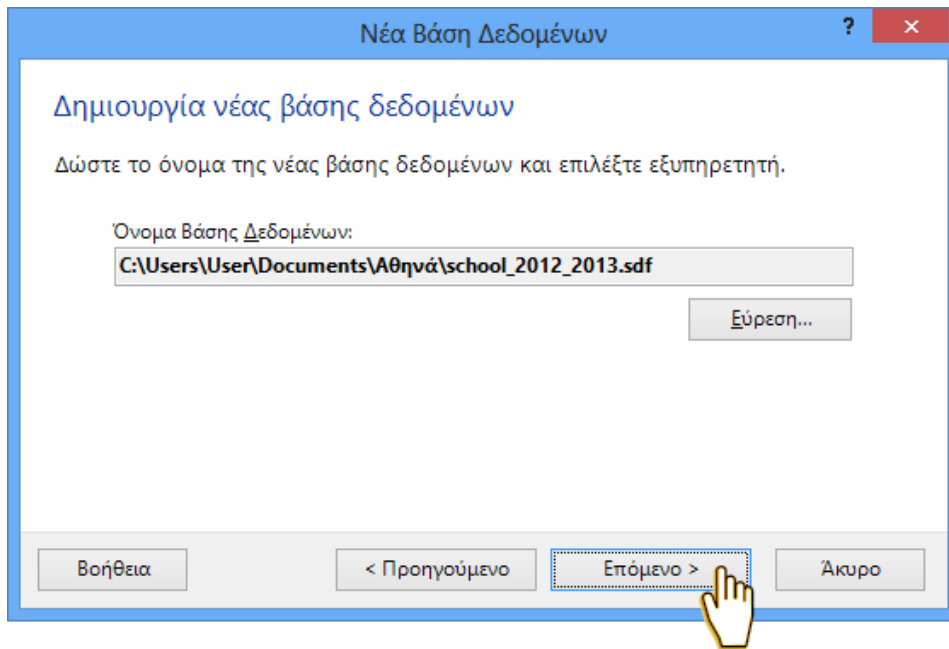 Νέα Βάση Δεδομένων
?
Δημιουργία νέας βάσης δεδομένων
Δώστε το όνομα της νέας βάσης δεδομένων και επιλέξτε εξυπηρετητή.
Όνομα Βάσης Δεδομένων:
C:\Users\User\Documents\Αθηνά\school_2012_2013.sdf
Εύρεση...
Βοήθεια
< Προηγούμενο
Επόμενο >
Άκυρο